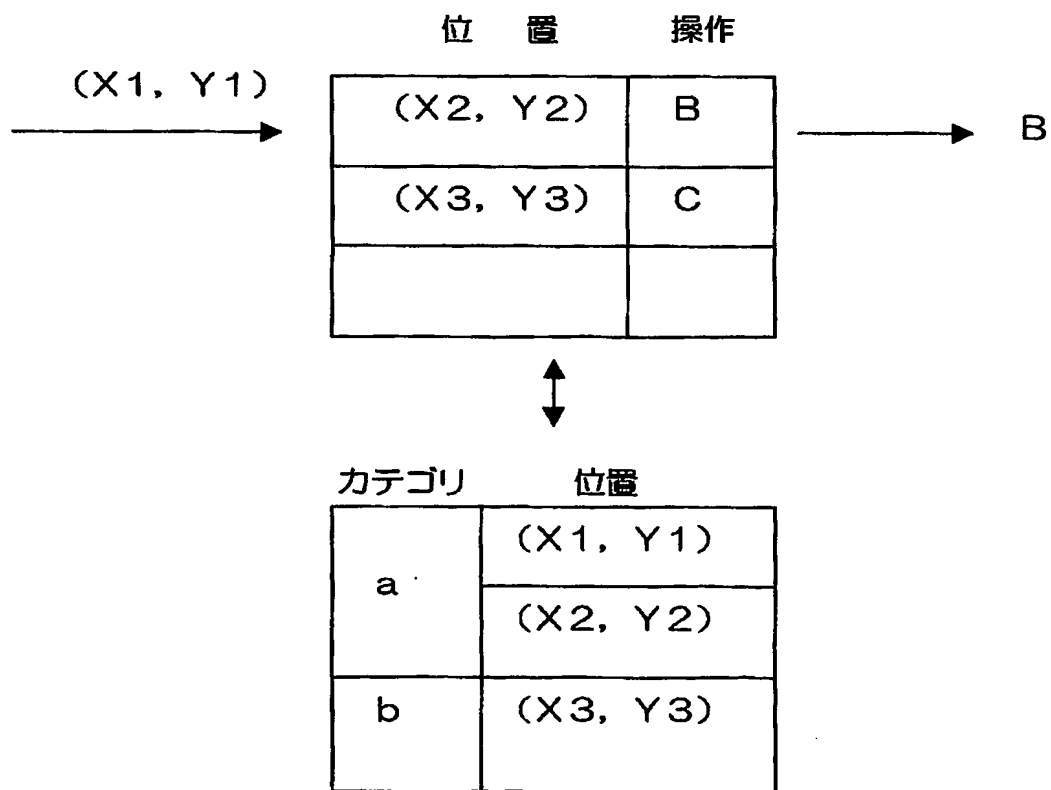 位 置 操作
(X1, Y1)
(X2, Y2) B
B
(X3, Y3) C
カテゴリ 位置
a
(X1, Y1)
(X2, Y2)
b (X3, Y3)